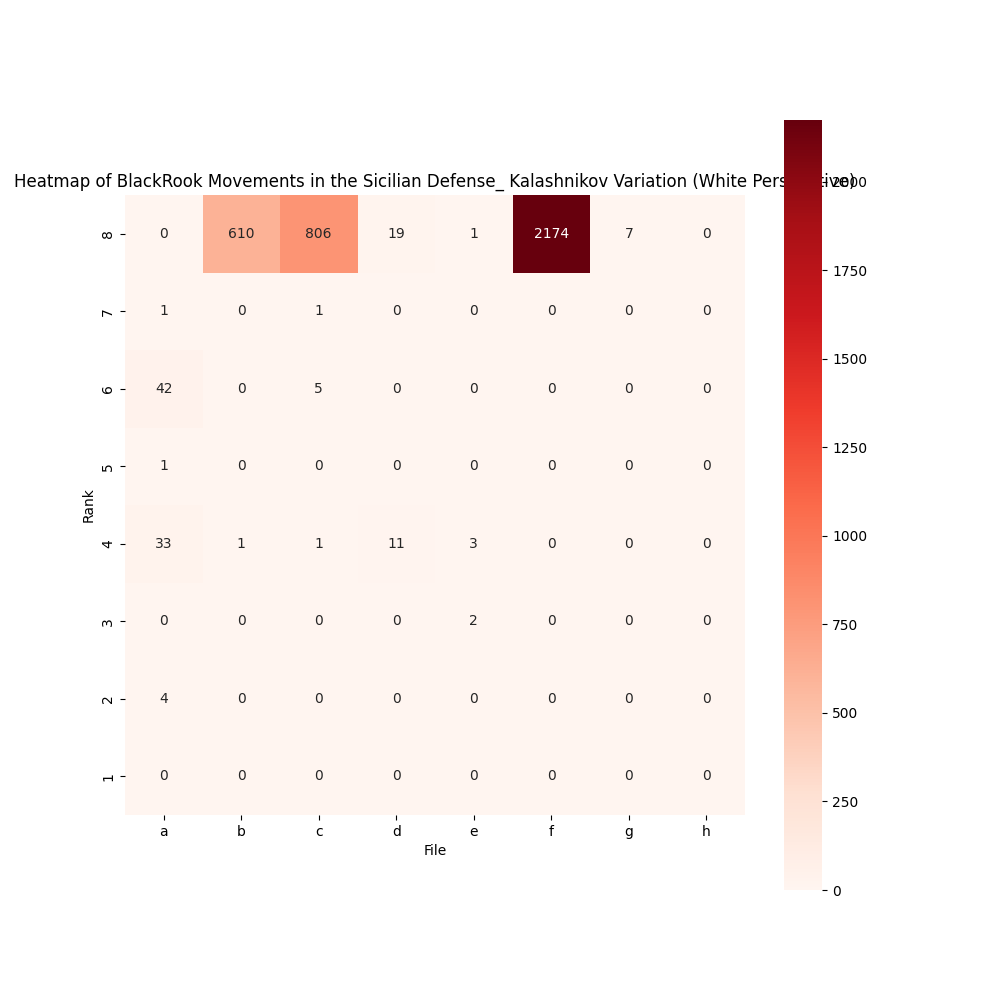 Heatmap of BlackRook Movements in the Sicilian Defense_ Kalashnikov Variation (White Perspective)
8 0 610 806 19 1 2174 7 0
7 1 0 1 0 0 0 0 0
6 42 0 5 0 0 0 0 0
5 1 0 0 0 0 0 0 0
4 33 1 1 11 3 0 0 0
3 0 0 0 0 2 0 0 0
2 4 0 0 0 0 0 0 0
1 0 0 0 0 0 0 0 0
a b c d e f g h
Rank
File
2000
1750
1500
1250
1000
750
500
250
0